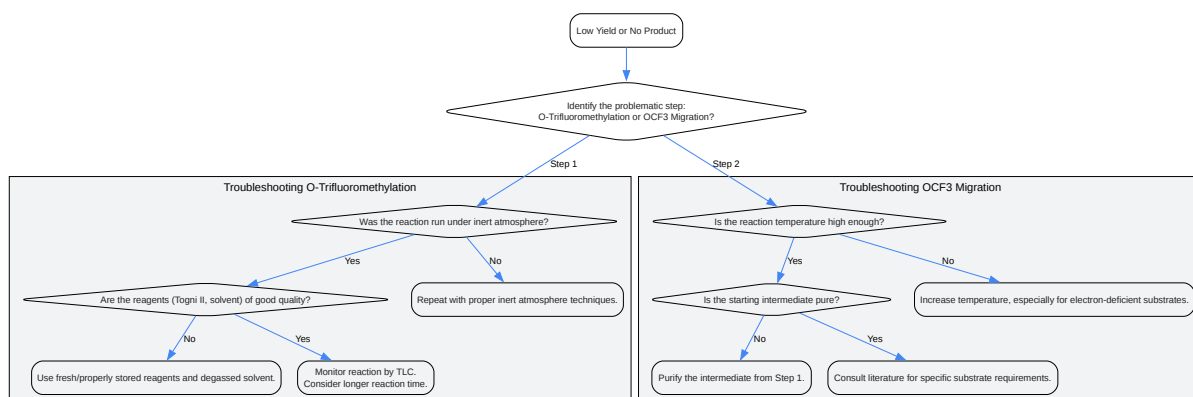 Low Yield or No Product
Identify the problematic step:
O-Trifluoromethylation or OCF3 Migration?
Step 1
Step 2
Troubleshooting O-Trifluoromethylation
Troubleshooting OCF3 Migration
Was the reaction run under inert atmosphere?
Is the reaction temperature high enough?
Yes
No
Yes
No
Are the reagents (Togni II, solvent) of good quality?
Repeat with proper inert atmosphere techniques.
Is the starting intermediate pure?
Increase temperature, especially for electron-deficient substrates.
No
Yes
No
Yes
Use fresh/properly stored reagents and degassed solvent.
Monitor reaction by TLC.
Consider longer reaction time.
Purify the intermediate from Step 1.
Consult literature for specific substrate requirements.